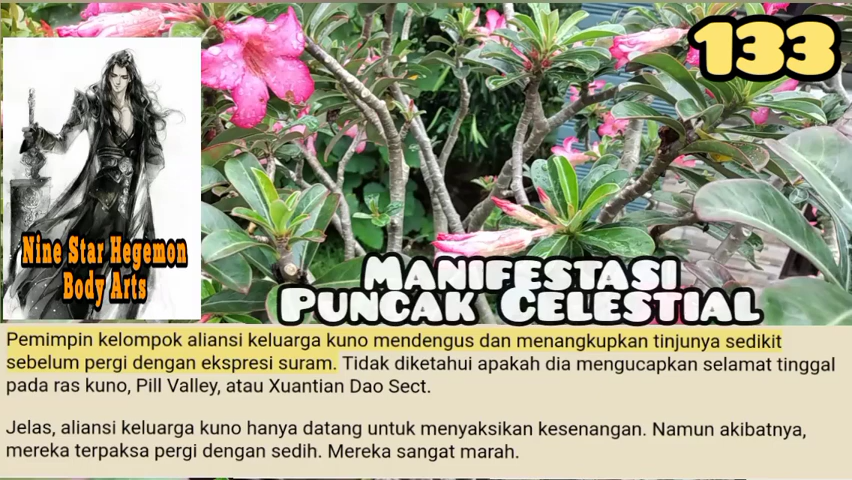 133
Nine Star Hegemon
Body Arts
Manifestasi
Puncak Celestial
Pemimpin kelompok aliansi keluarga kuno mendengus dan menangkupkan tinjunya sedikit
sebelum pergi dengan ekspresi suram. Tidak diketahui apakah dia mengucapkan selamat tinggal
pada ras kuno, Pill Valley, atau Xuantian Dao Sect.
Jelas, aliansi keluarga kuno hanya datang untuk menyaksikan kesenangan. Namun akibatnya,
mereka terpaksa pergi dengan sedih. Mereka sangat marah.